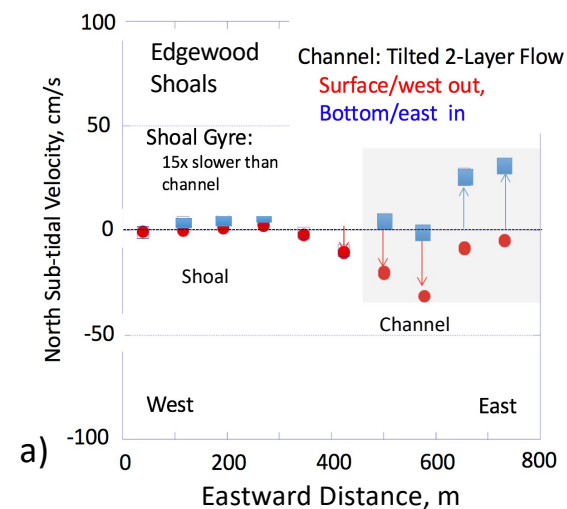 100
50
0
-50
-100
North Sub-tidal Velocity, cm/s
Edgewood
Shoals
Channel: Tilted 2-Layer Flow
Surface/west out,
Bottom/east in
Shoal Gyre:
15x slower than
channel
Shoal
Channel
West
East
a)
0
200
400
600
800
Eastward Distance, m